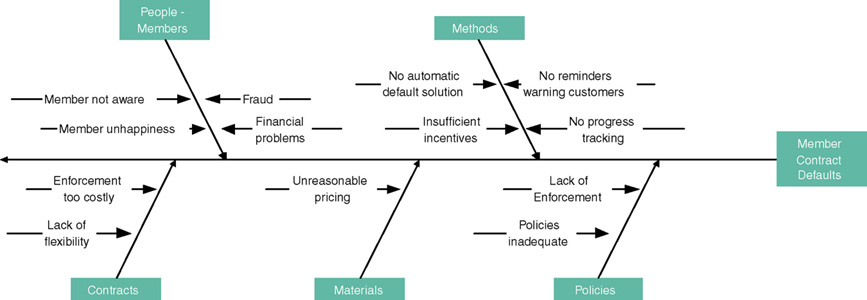 People -
Members
Methods
No automatic
default solution
No reminders
warning customers
Member not aware
Fraud
Insufficient
incentives
No progress
tracking
Member unhappiness
Financial
problems
Member
Contract
Defaults
Enforcement
too costly
Unreasonable
pricing
Lack of
Enforcement
Lack of
flexibility
Policies
inadequate
Contracts
Materials
Policies